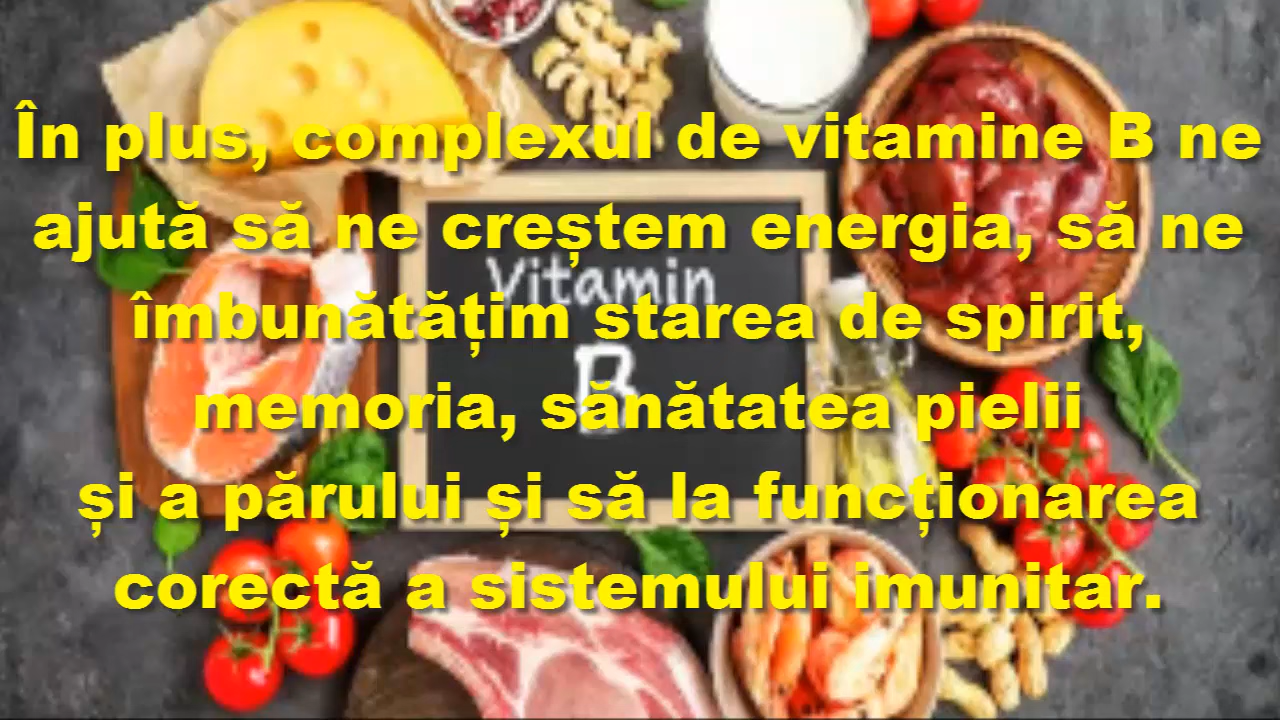 În plus, complexul de vitamine B ne
ajută să ne creștem energia, să ne
Vitamin
îmbunătățim starea de spirit,
B
memoria, sănătatea pielii
și a părului și să la funcționarea
corectă a sistemului imunitar.